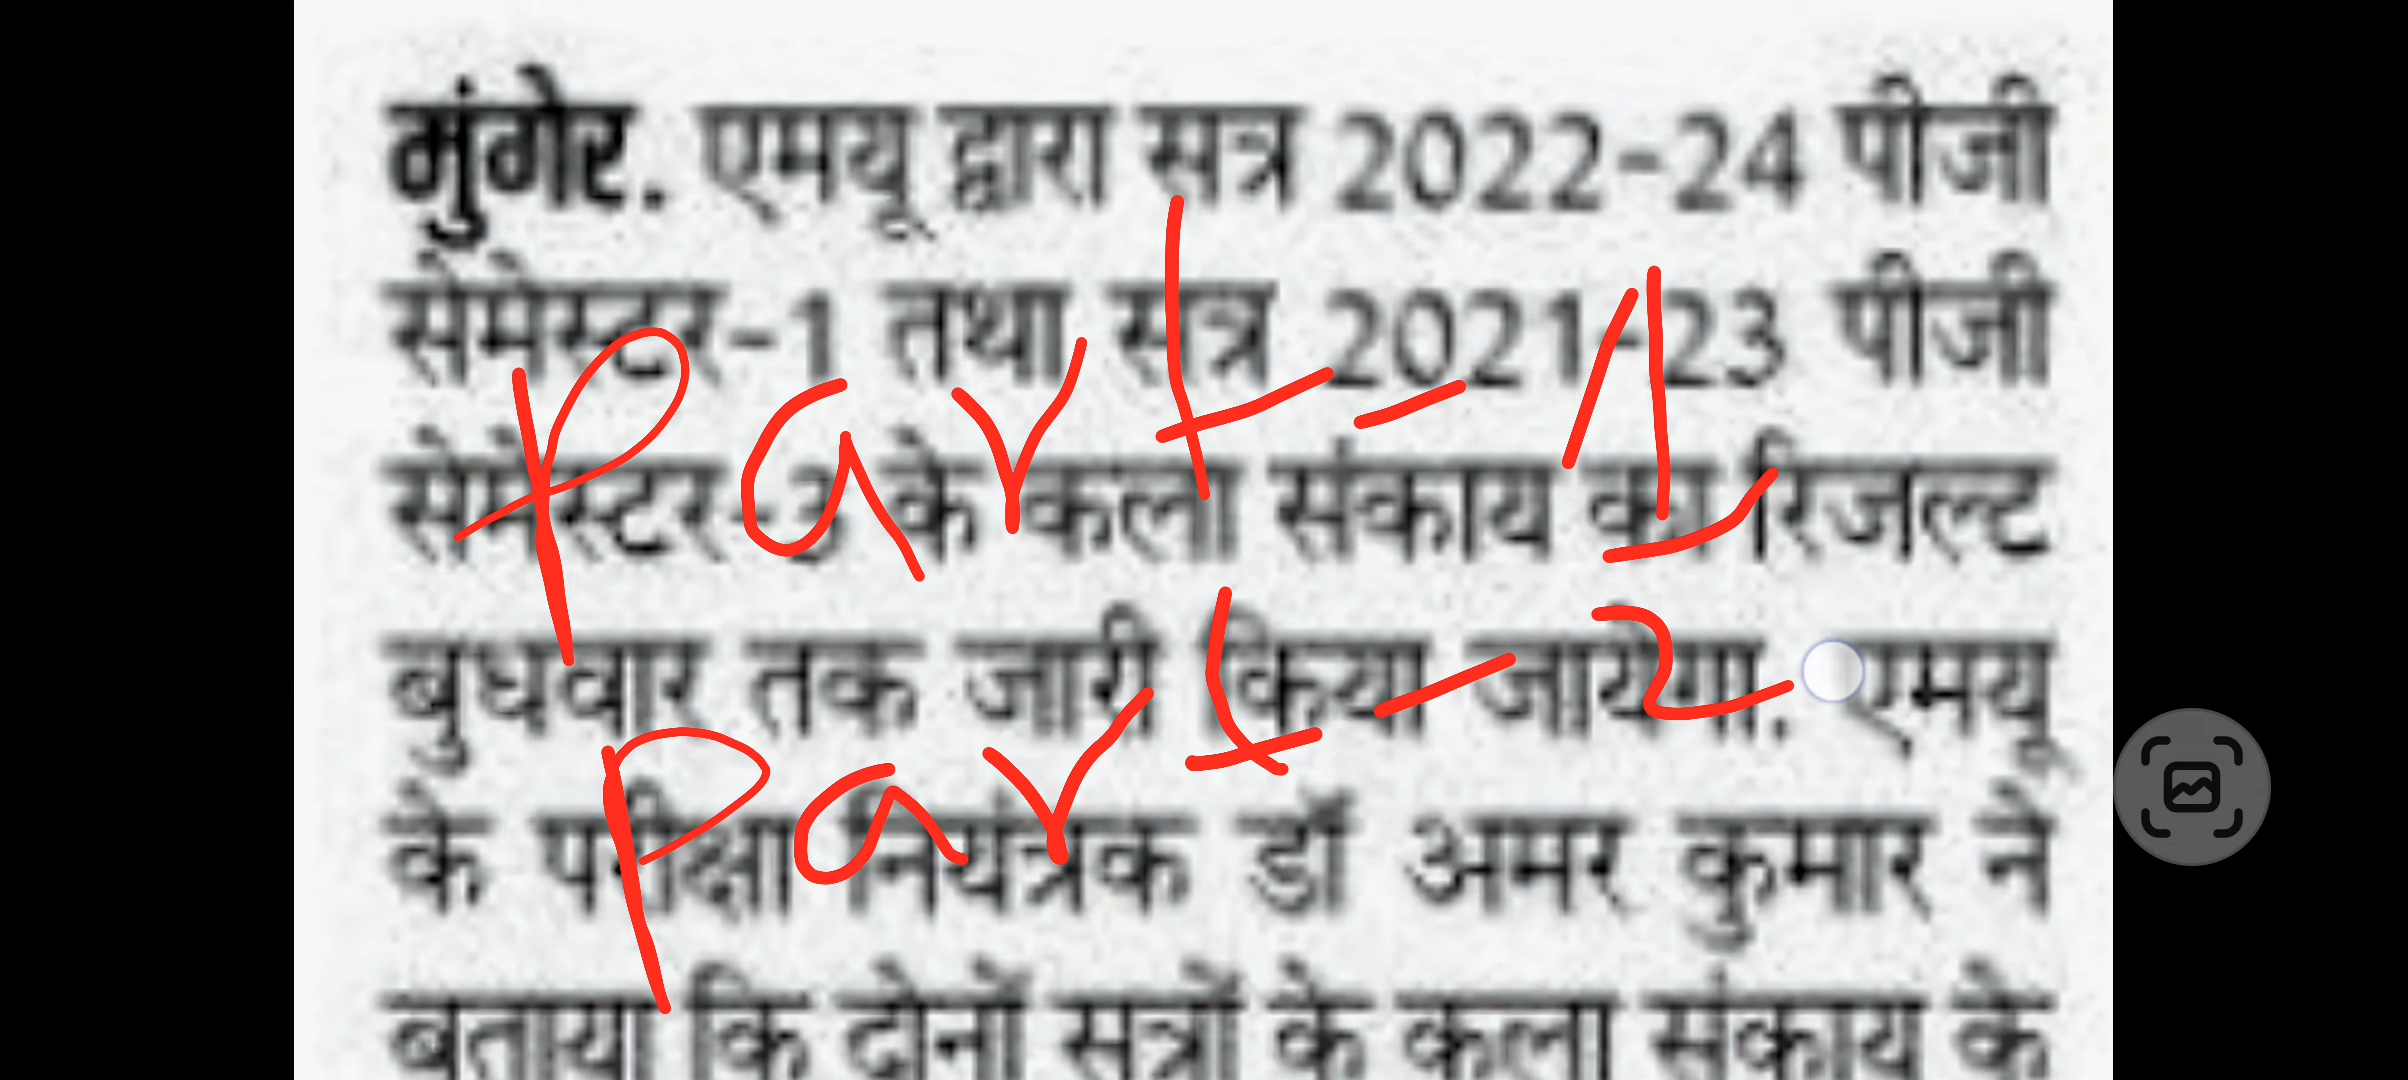 मुंगेर. एमयू द्वारा सत्र 2022-24 पीजी
सेमेस्टर-1 तथा सत्र 2021-23 पीजी
Part-1
सेमेस्टर-3 के कला संकाय का रिजल्ट
बुधवार तक जारी किया जायेगा. एमयू
Part-2
के परीक्षा नियंत्रक डॉ अमर कुमार ने
बताया कि दोनों सत्रों के कला संकाय के